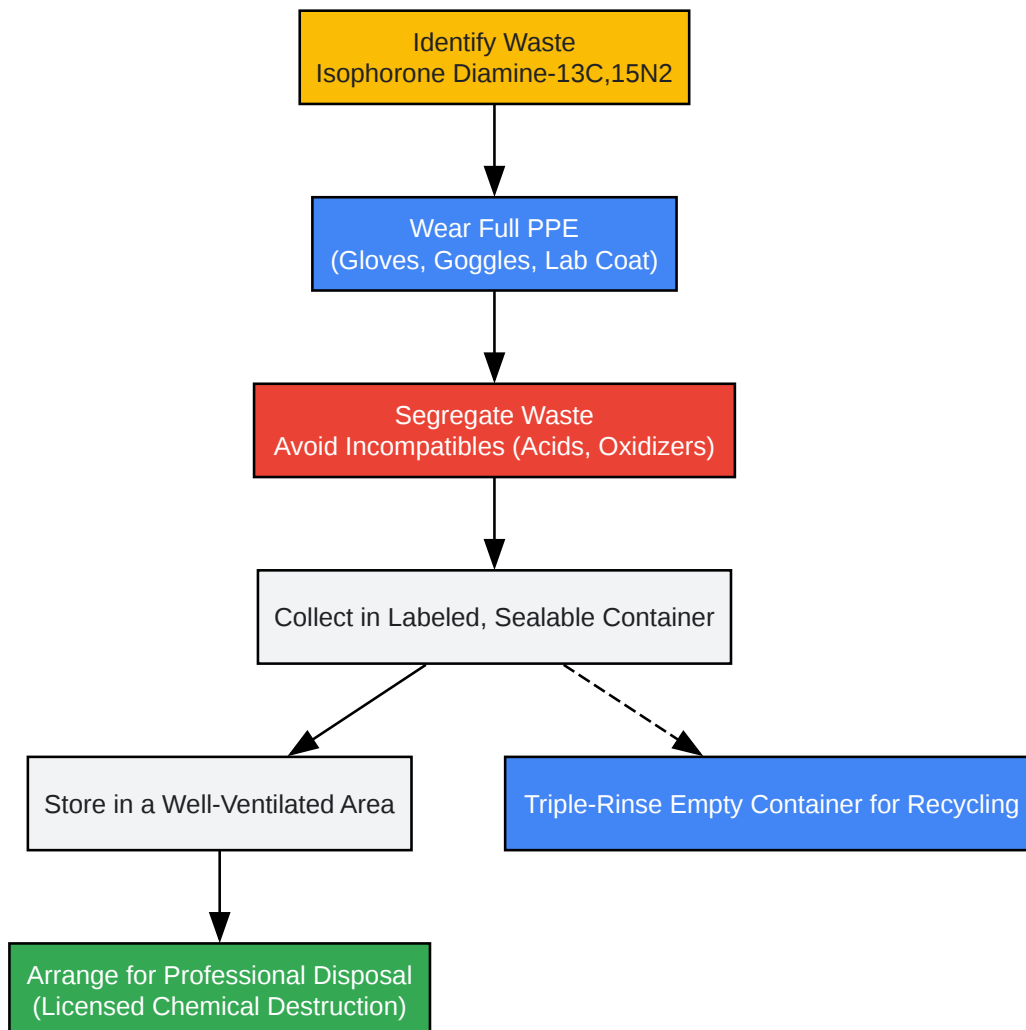 Identify Waste
Isophorone Diamine-13C,15N2
Wear Full PPE
(Gloves, Goggles, Lab Coat)
Segregate Waste
Avoid Incompatibles (Acids, Oxidizers)
Collect in Labeled, Sealable Container
Store in a Well-Ventilated Area
Triple-Rinse Empty Container for Recycling
Arrange for Professional Disposal
(Licensed Chemical Destruction)